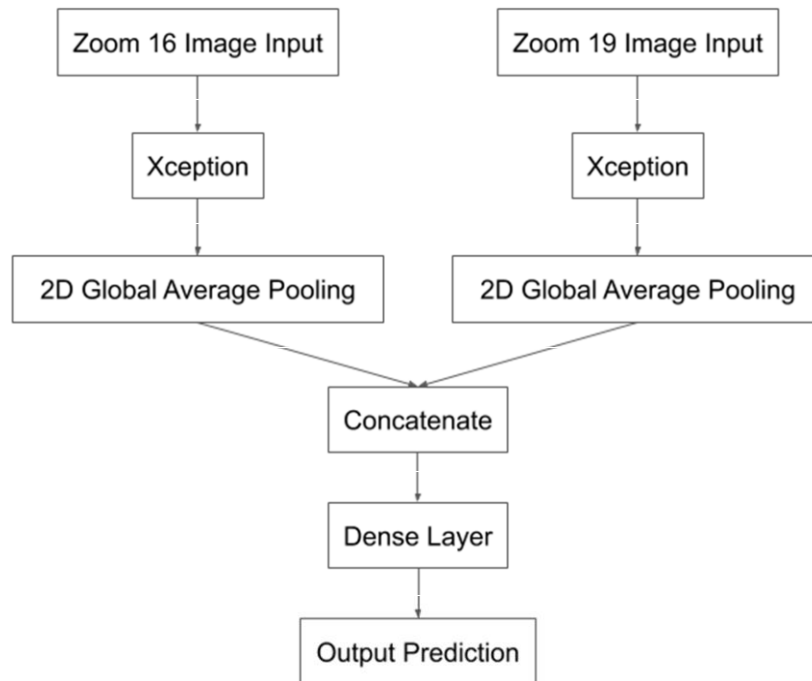 Zoom 16 Image Input
Zoom 19 Image Input
Xception
Xception
2D Global Average Pooling
2D Global Average Pooling
Concatenate
Dense Layer
Output Prediction